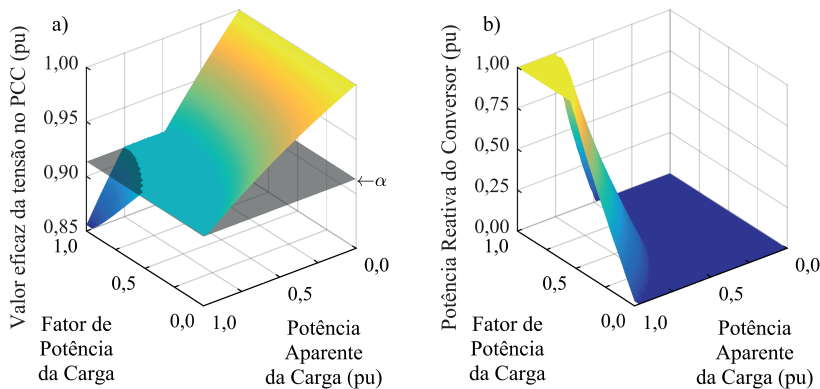 a)
Valor eficaz da tensão no PCC (pu)
1,00
0,95
0,90
0,85
1,0
0,5
0,0
1,0
0,5
0,0
←α
Fator de
Potência
da Carga
Potência
Aparente
da Carga (pu)
b)
Potência Reativa do Conversor (pu)
1,00
0,75
0,50
0,25
0,00
1,0
0,5
0,0
1,0
0,5
0,0
Fator de
Potência
da Carga
Potência
Aparente
da Carga (pu)